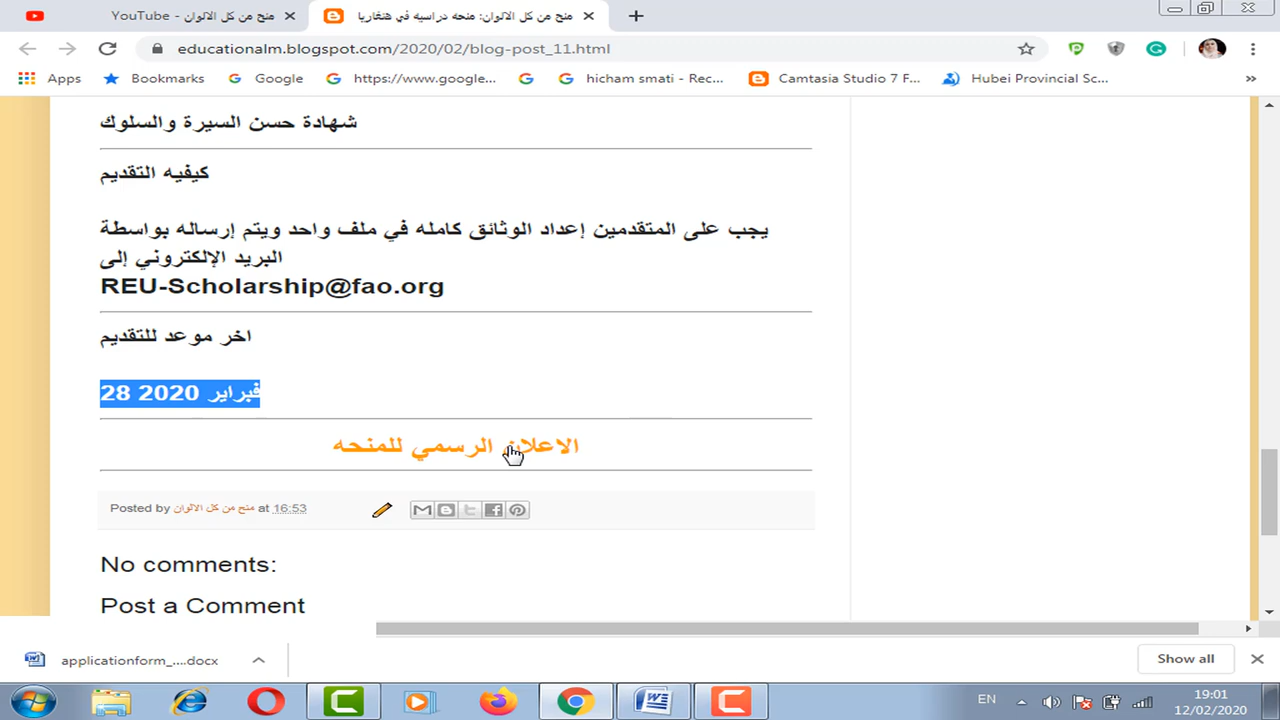 منح من كل الالوان - YouTube
منح من كل الالوان: منحه دراسيه في هنغاريا
educationalm.blogspot.com/2020/02/blog-post_11.html
Apps
Bookmarks
Google
https://www.google...
hicham smati - Rec...
Camtasia Studio 7 F...
Hubei Provincial Sc...
»
شهادة حسن السيرة والسلوك
كيفيه التقديم
يجب على المتقدمين إعداد الوثائق كامله في ملف واحد ويتم إرساله بواسطة
البريد الإلكتروني إلى
REU-Scholarship@fao.org
اخر موعد للتقديم
28 فبراير 2020
الاعلان الرسمي للمنحه
Posted by منح من كل الالوان at 16:53
No comments:
Post a Comment
applicationform_....docx
Show all
EN
19:01
12/02/2020